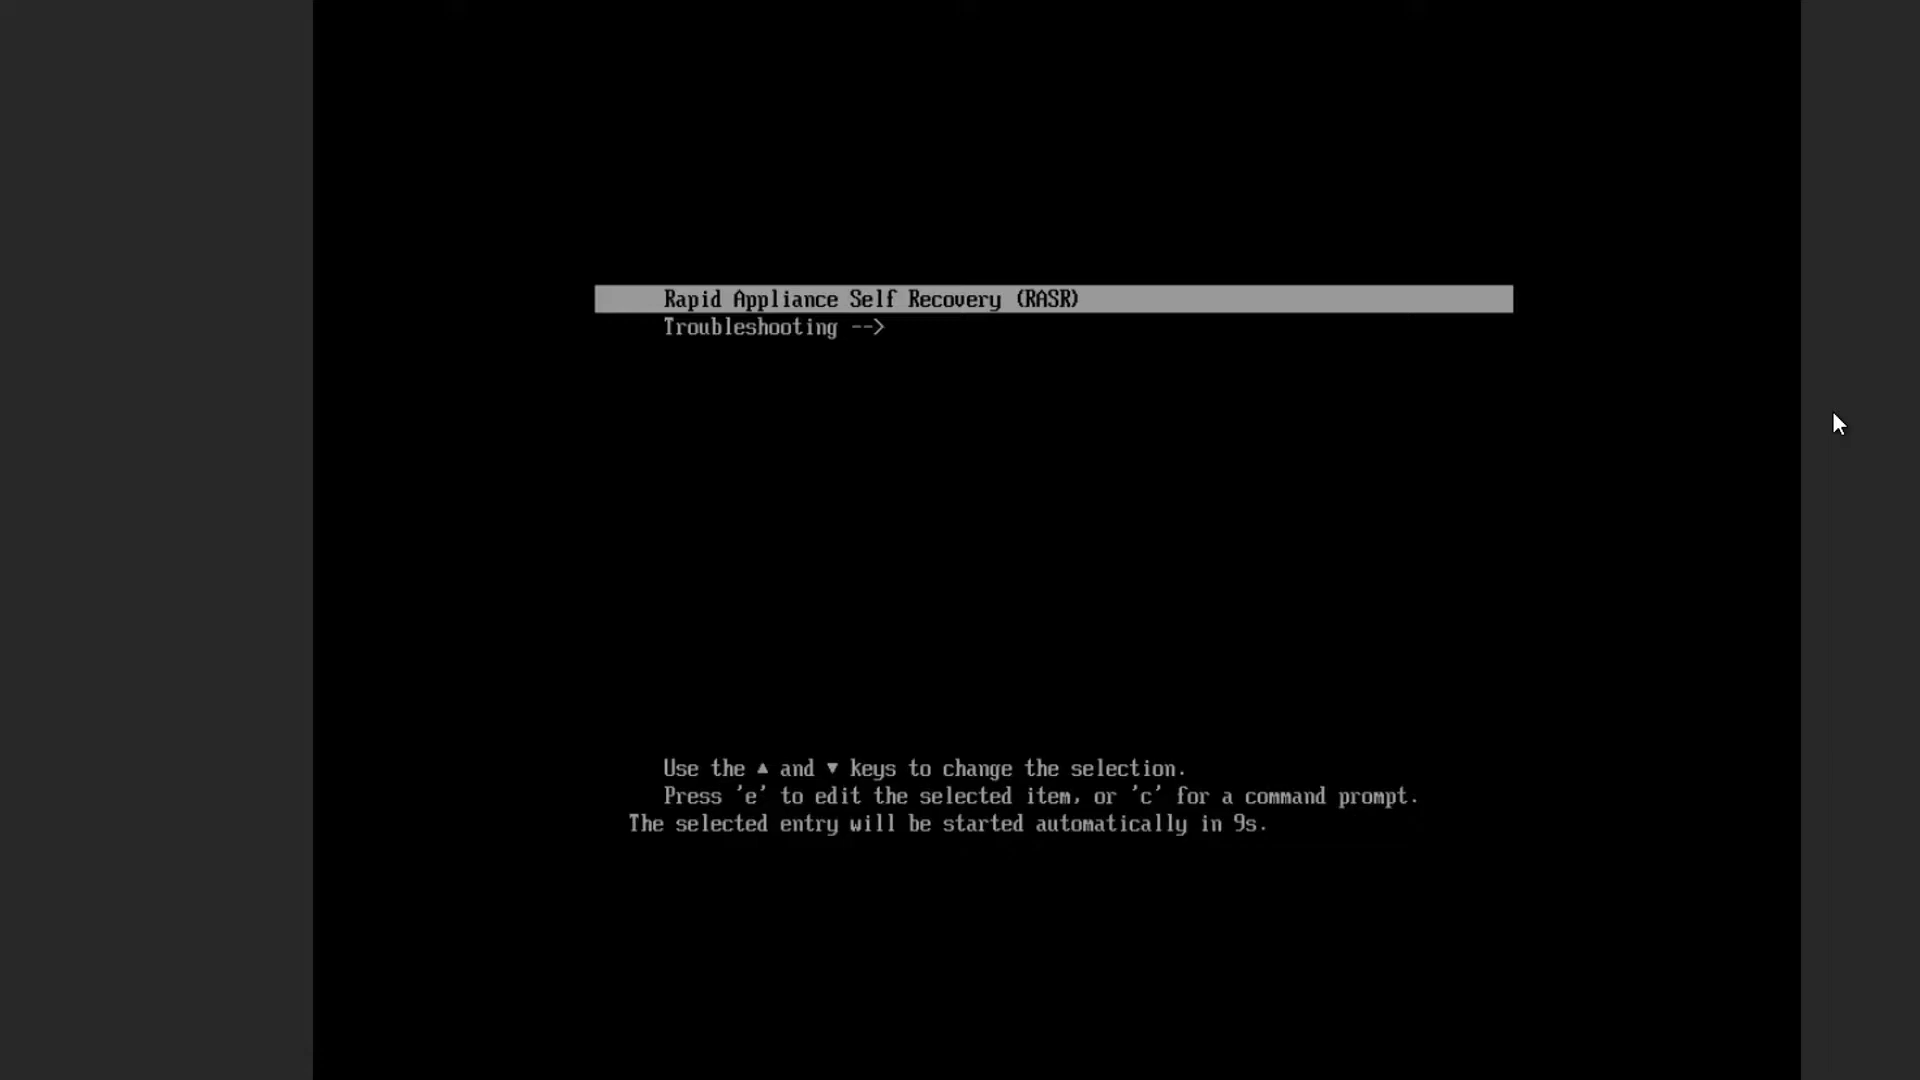 Rapid Appliance Self Recovery (RASR)
Troubleshooting -->
Use the ▲ and ▼ keys to change the selection.
Press 'e' to edit the selected item, or 'c' for a command prompt.
The selected entry will be started automatically in 9s.